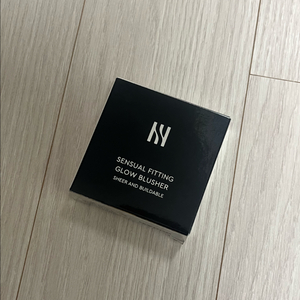 SENSUAL FITTING
GLOW BLUSHER
SHEER AND BUILDABLE